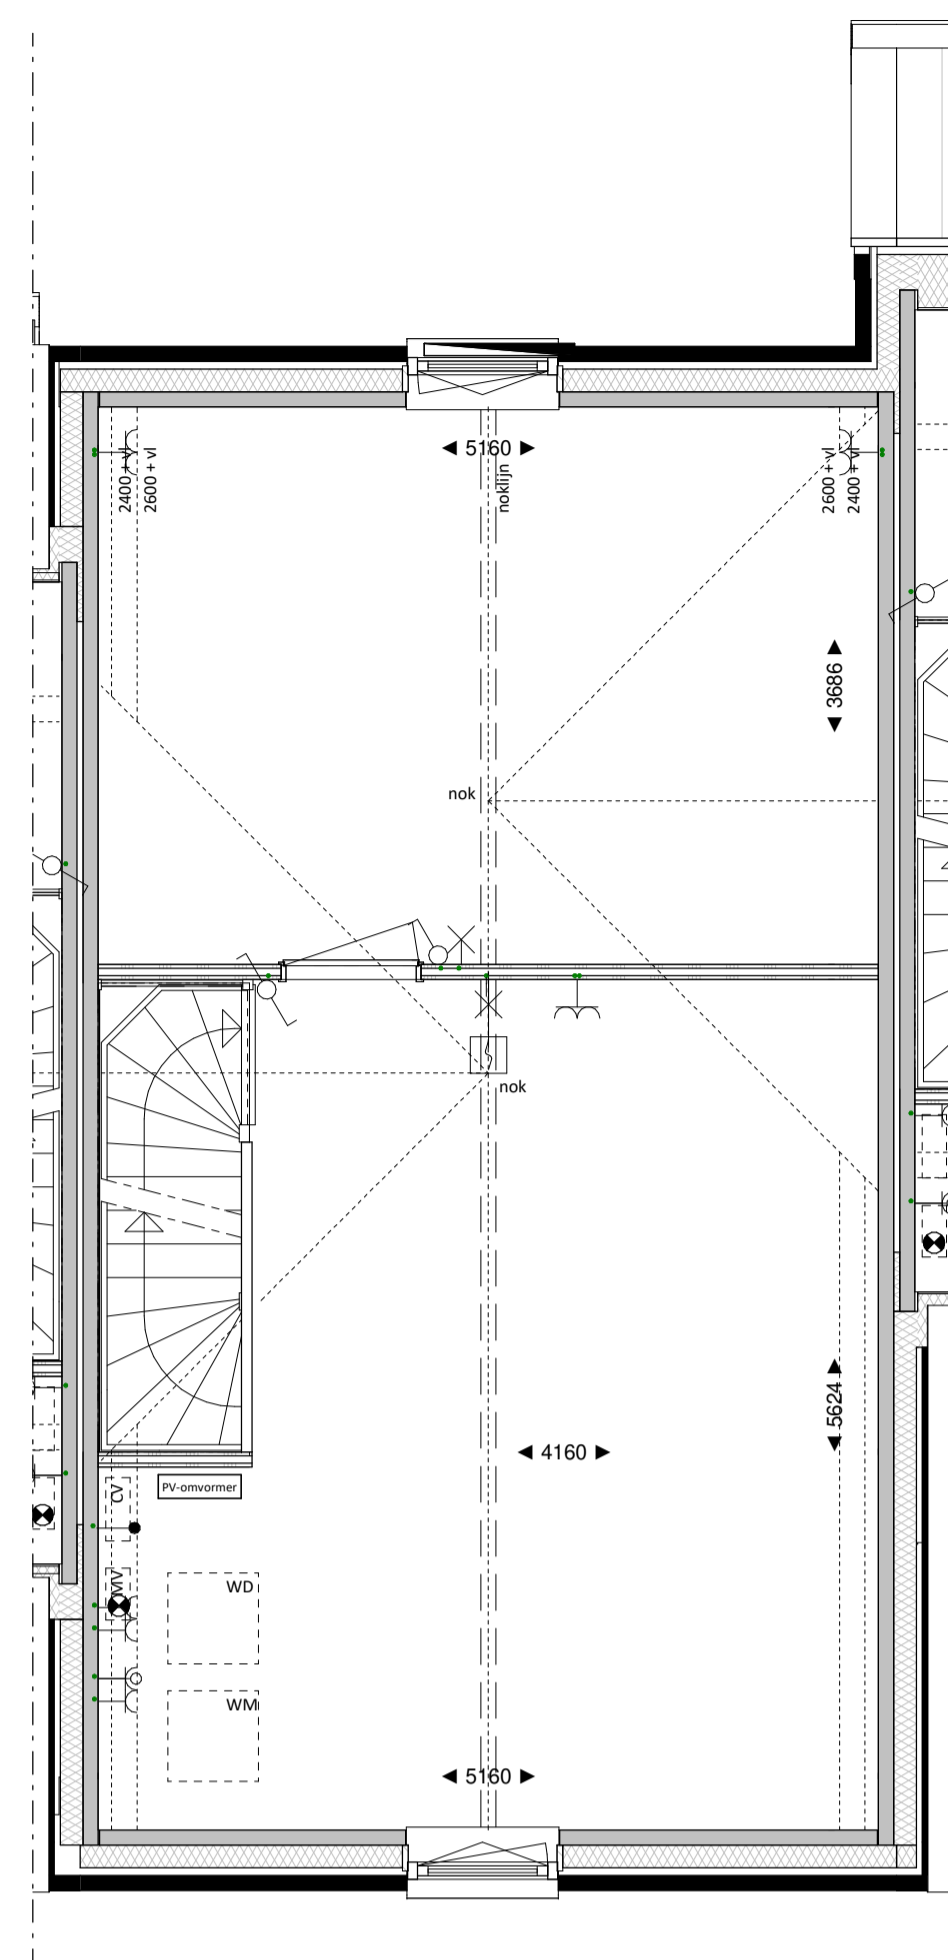 5160
2400 + vl
2600 + vl
noklijn
2600 + vl
2400 + vl
3686
nok
nok
5624
4160
CV
PV-omvormer
MV
WD
WM
5160